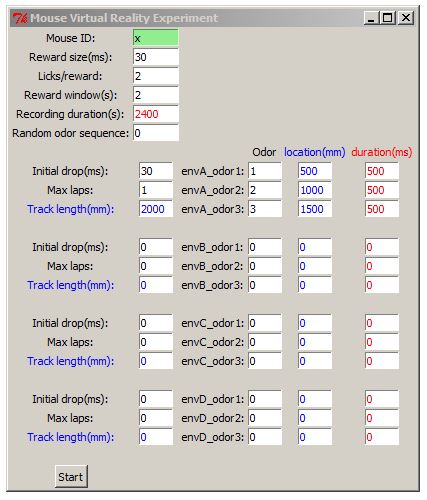 Mouse Virtual Reality Experiment
Mouse ID: x
Reward size(ms): 30
Licks/reward: 2
Reward window(s): 2
Recording duration(s): 2400
Random odor sequence: 0
Odor location(mm) duration(ms)
Initial drop(ms): 30 envA_odor1: 1 500 500
Max laps: 1 envA_odor2: 2 1000 500
Track length(mm): 2000 envA_odor3: 3 1500 500
Initial drop(ms): 0 envB_odor1: 0 0 0
Max laps: 0 envB_odor2: 0 0 0
Track length(mm): 0 envB_odor3: 0 0 0
Initial drop(ms): 0 envC_odor1: 0 0 0
Max laps: 0 envC_odor2: 0 0 0
Track length(mm): 0 envC_odor3: 0 0 0
Initial drop(ms): 0 envD_odor1: 0 0 0
Max laps: 0 envD_odor2: 0 0 0
Track length(mm): 0 envD_odor3: 0 0 0
Start